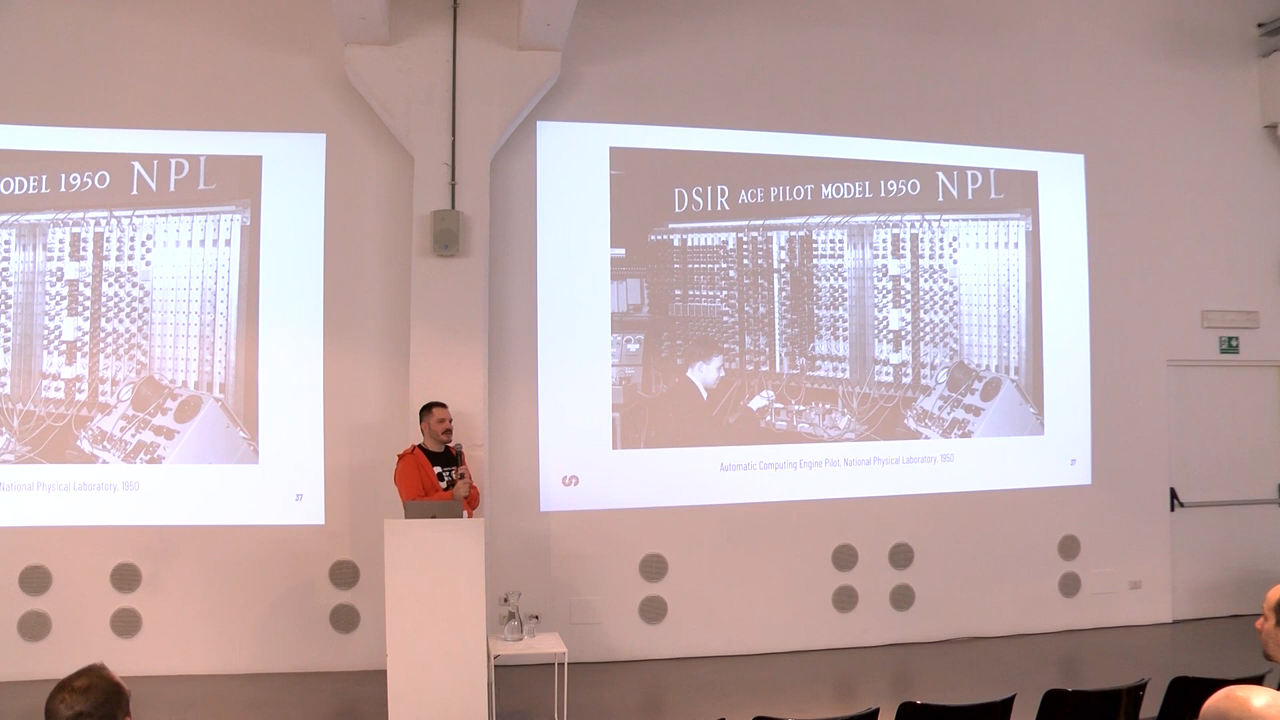 ODEL 1950 NPL
National Physical Laboratory, 1950
37
DSIR ACE PILOT MODEL 1950 NPL
Automatic Computing Engine Pilot, National Physical Laboratory, 1950
37